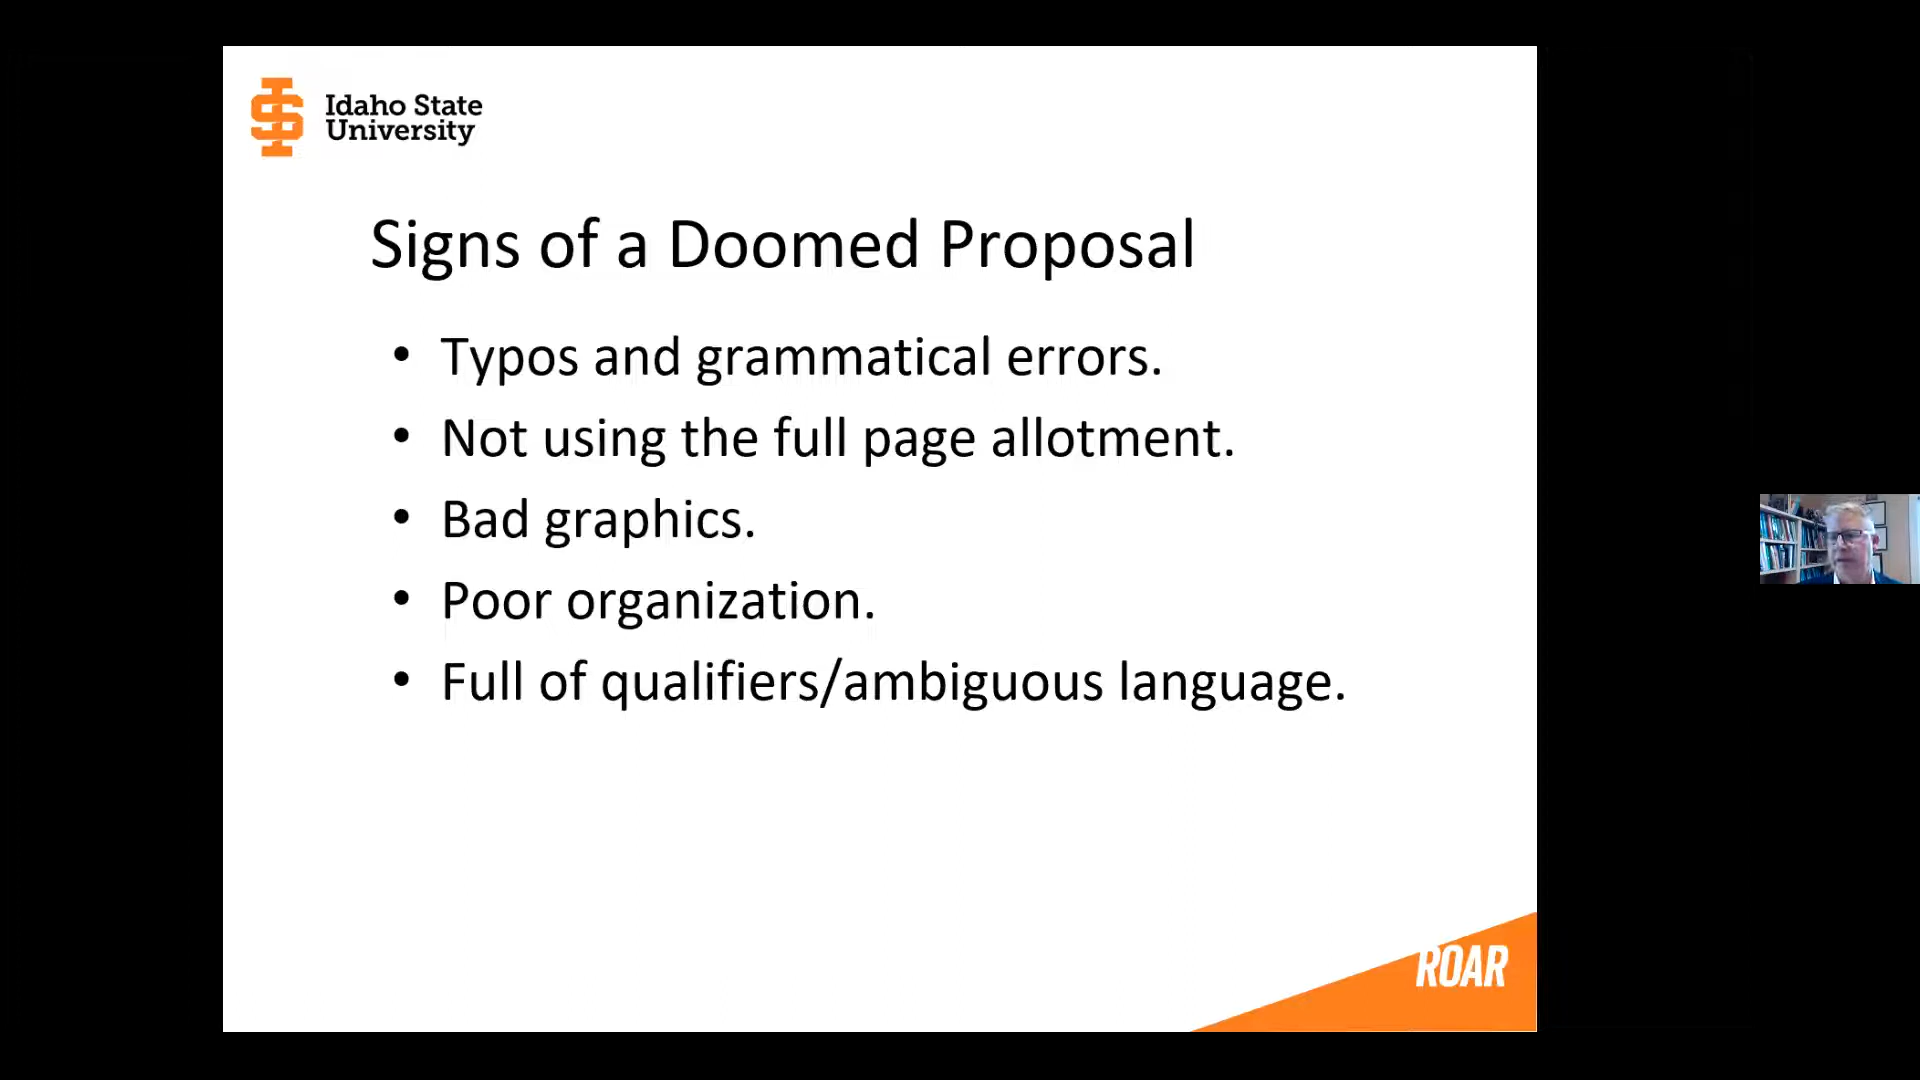 Idaho State
University
Signs of a Doomed Proposal
• Typos and grammatical errors.
• Not using the full page allotment.
• Bad graphics.
• Poor organization.
• Full of qualifiers/ambiguous language.
ROAR